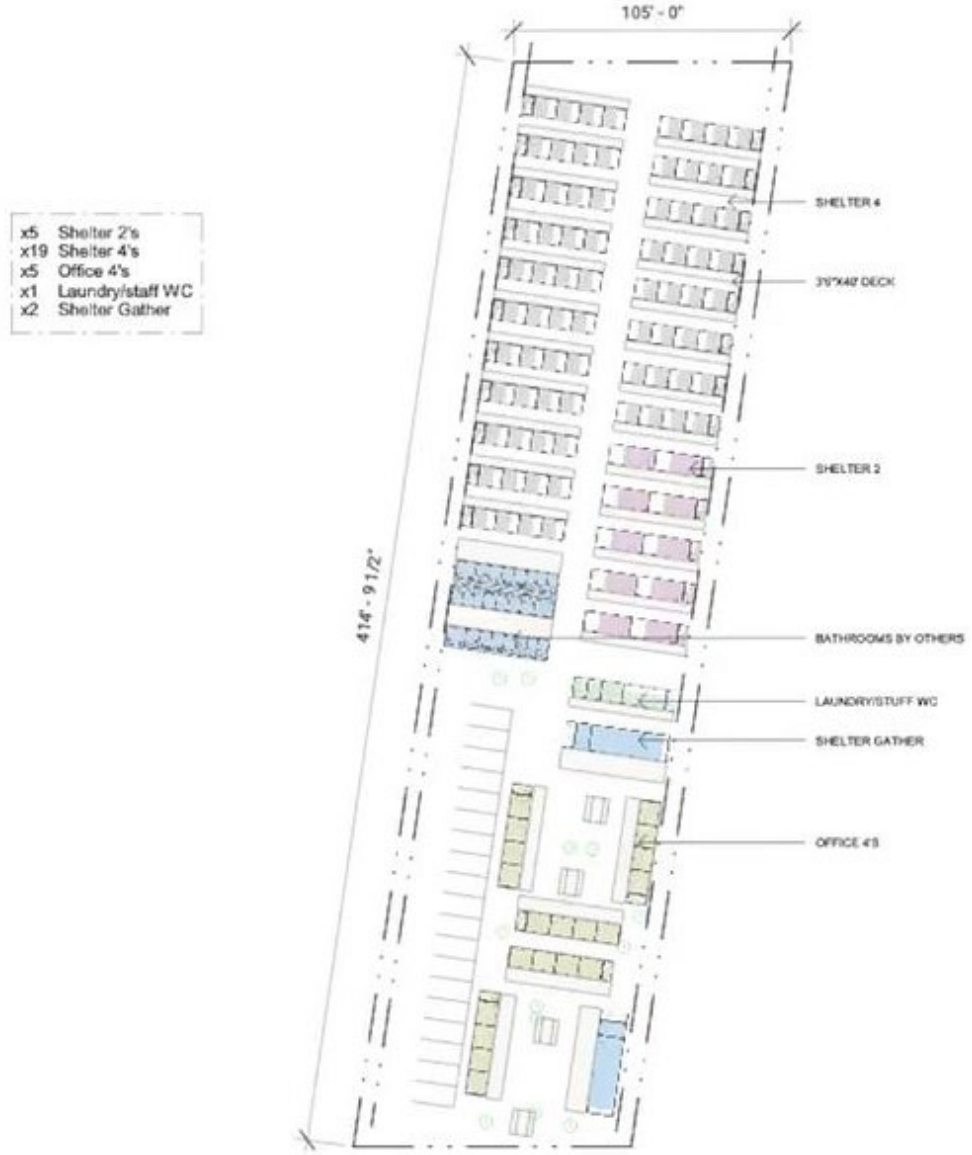 105' - 0"
SHELTER 4
x5 Shelter 2's
x19 Shelter 4's
x5 Office 4's
x1 Laundry/staff WC
x2 Shelter Gather
3'6"X40' DECK
SHELTER 2
414' - 9 1/2"
BATHROOMS BY OTHERS
LAUNDRY/STUFF WC
SHELTER GATHER
OFFICE 4'S